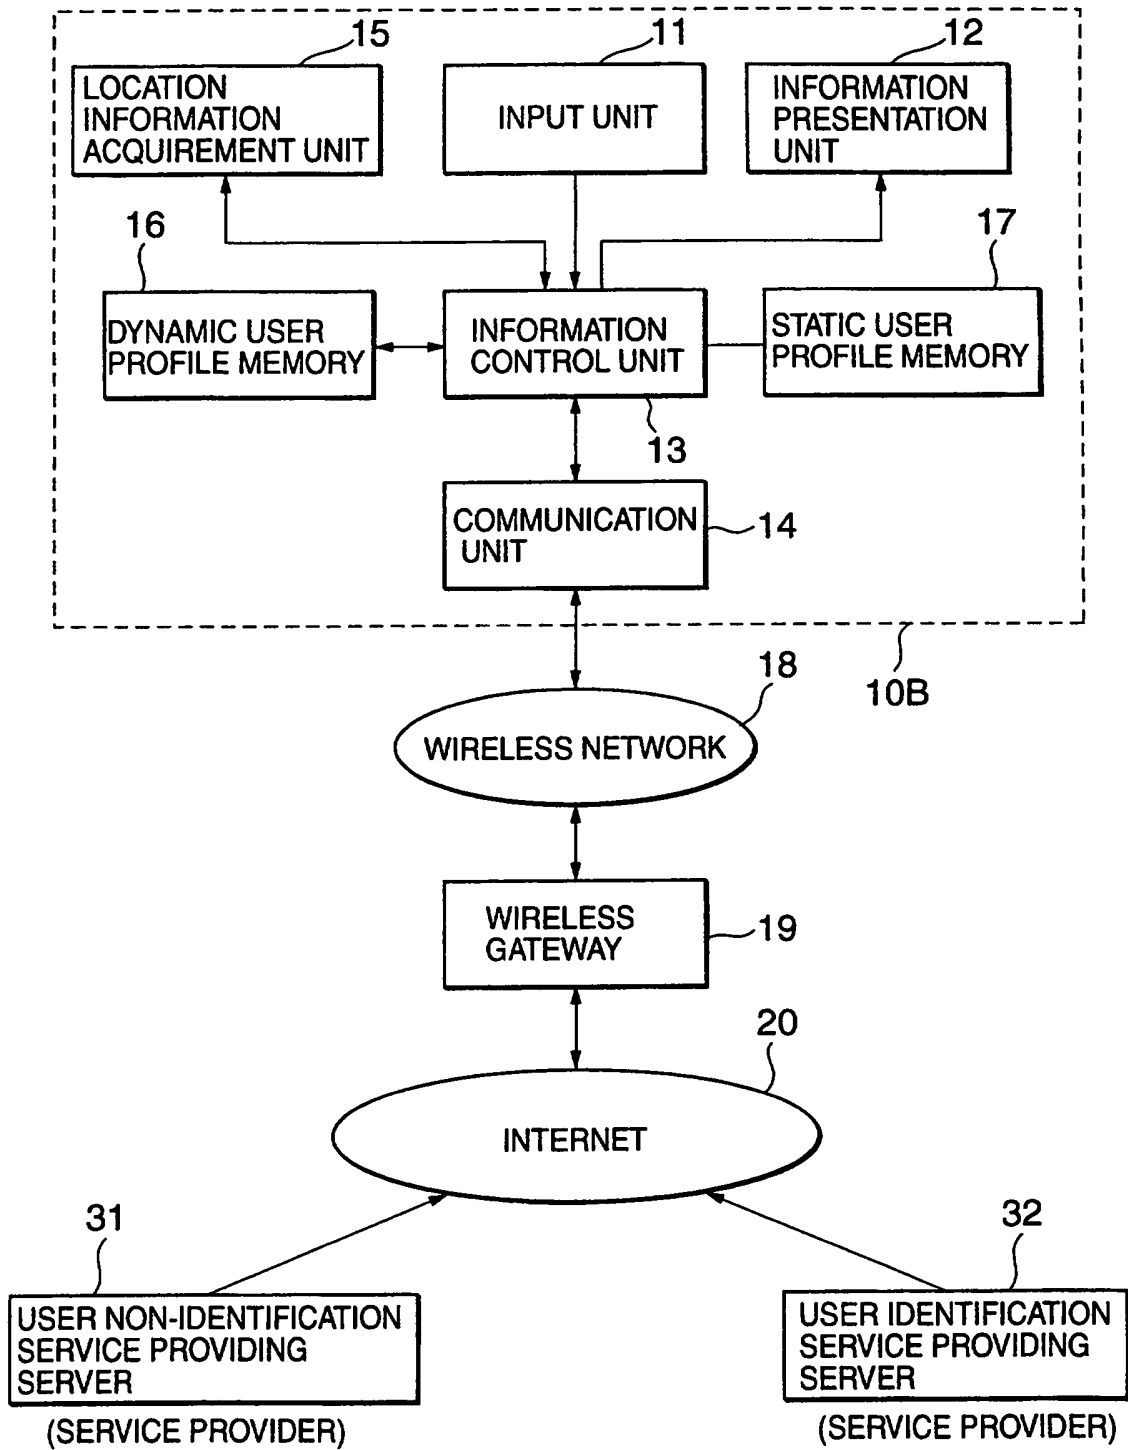 15
11
12
LOCATION
INFORMATION
ACQUIREMENT UNIT
INPUT UNIT
INFORMATION
PRESENTATION
UNIT
16
17
DYNAMIC USER
PROFILE MEMORY
INFORMATION
CONTROL UNIT
STATIC USER
PROFILE MEMORY
13
COMMUNICATION
UNIT
14
10B
18
WIRELESS NETWORK
WIRELESS
GATEWAY
19
20
INTERNET
31
32
USER NON-IDENTIFICATION
SERVICE PROVIDING
SERVER
(SERVICE PROVIDER)
USER IDENTIFICATION
SERVICE PROVIDING
SERVER
(SERVICE PROVIDER)